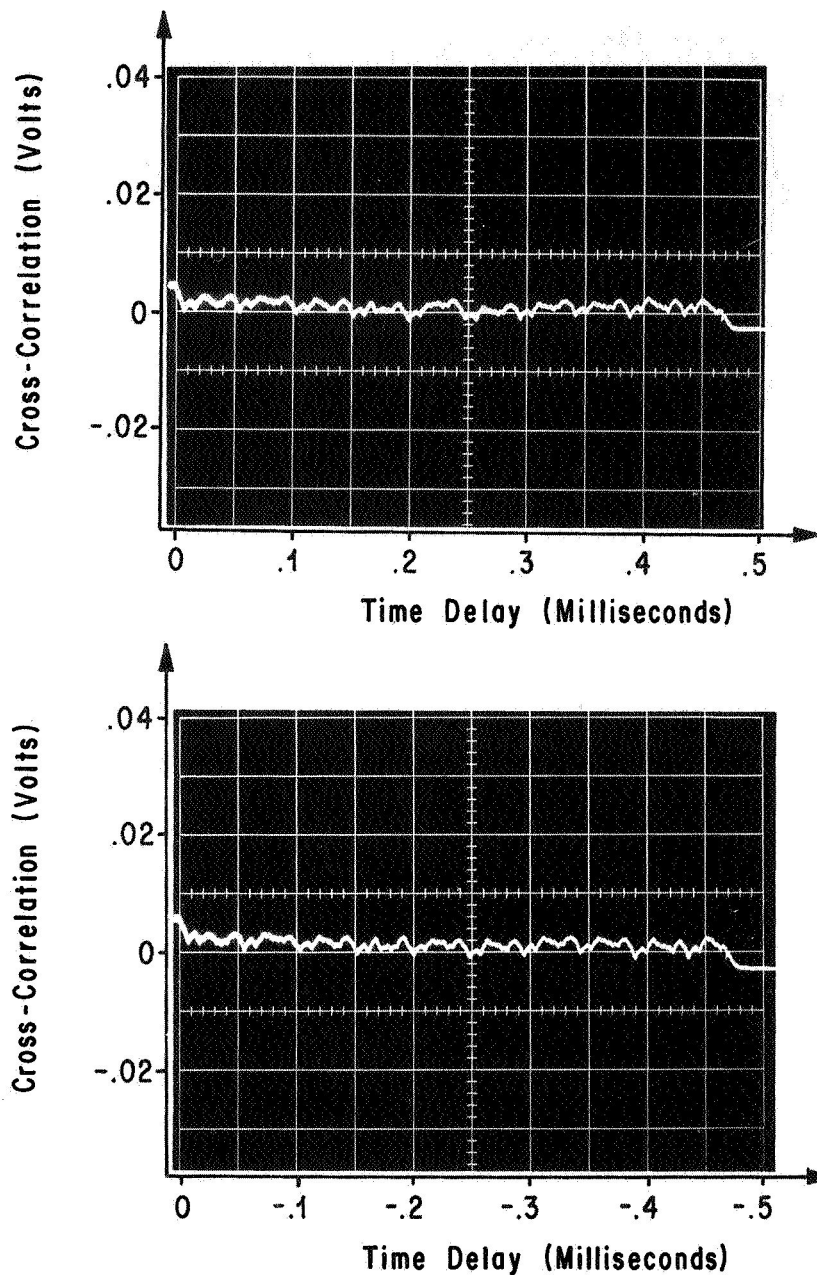 Cross-Correlation (Volts)
.04
.02
0
-.02
0 .1 .2 .3 .4 .5
Time Delay (Milliseconds)
Cross-Correlation (Volts)
.04
.02
0
-.02
0 -.1 -.2 -.3 -.4 -.5
Time Delay (Milliseconds)